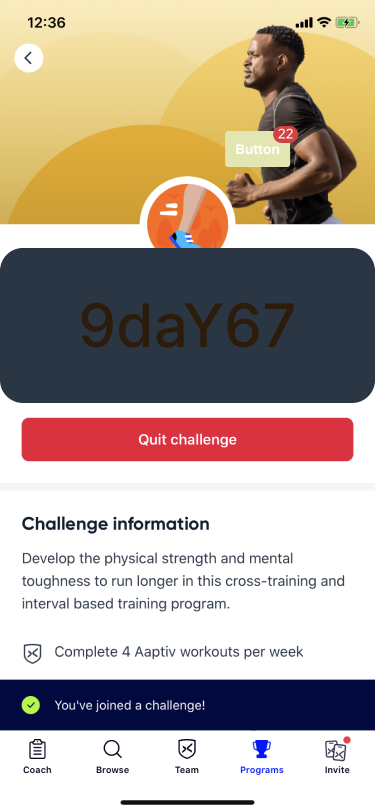 12:36
22
Button
9daY67
Quit challenge
Challenge information
Develop the physical strength and mental
toughness to run longer in this cross-training and
interval based training program.
Complete 4 Aaptiv workouts per week
You've joined a challenge!
Coach
Browse
Team
Programs
Invite